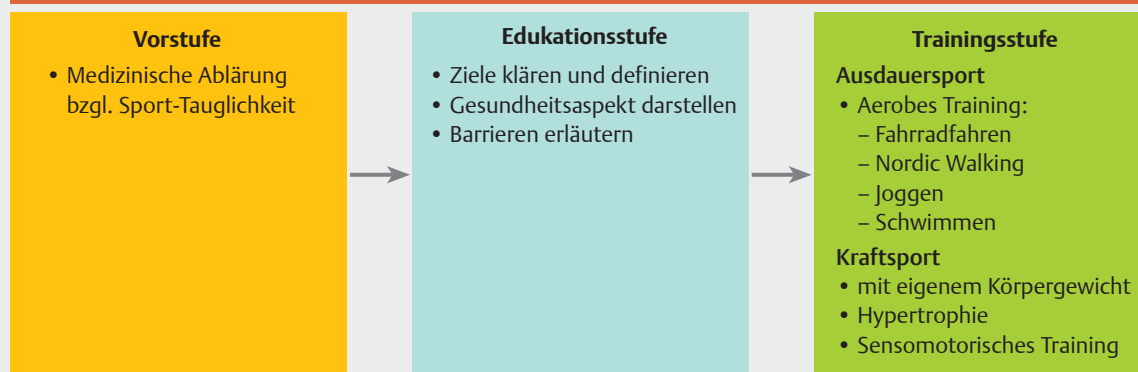 Vorstufe
• Medizinische Ablärung
bzgl. Sport-Tauglichkeit
Edukationsstufe
• Ziele klären und definieren
• Gesundheitsaspekt darstellen
• Barrieren erläutern
Trainingsstufe
Ausdauersport
• Aerobes Training:
– Fahrradfahren
– Nordic Walking
– Joggen
– Schwimmen
Kraftsport
• mit eigenem Körpergewicht
• Hypertrophie
• Sensomotorisches Training